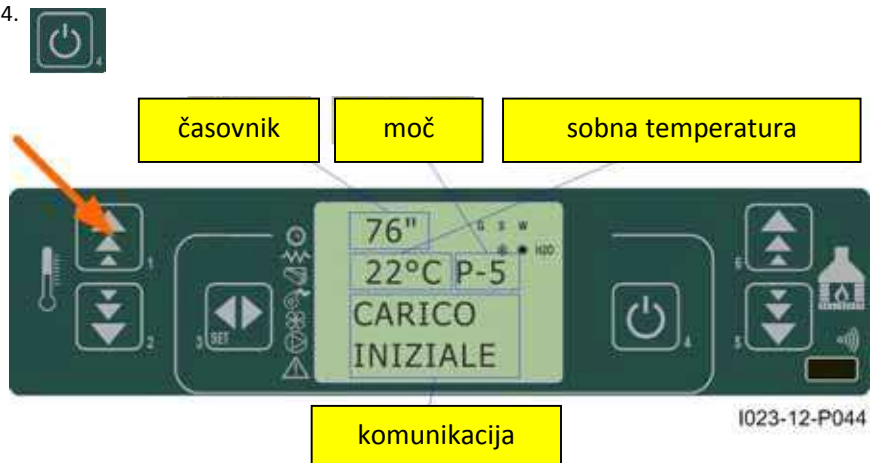 4.
4
časovnik moč sobna temperatura
76" G S W
H2O
1 22°C P-5 6
CARICO
2 3 SET INIZIALE 4 5
I023-12-P044
komunikacija